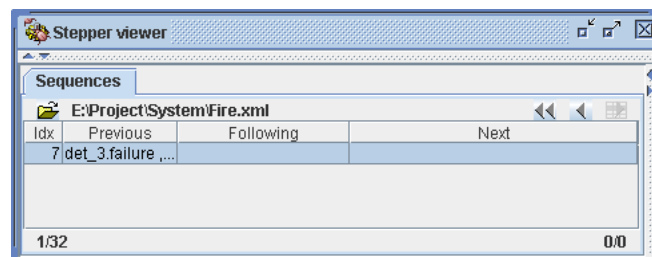 Stepper viewer
Sequences
E:\Project\System\Fire.xml
Idx Previous Following Next
7 det_3.failure ,...
1/32 0/0